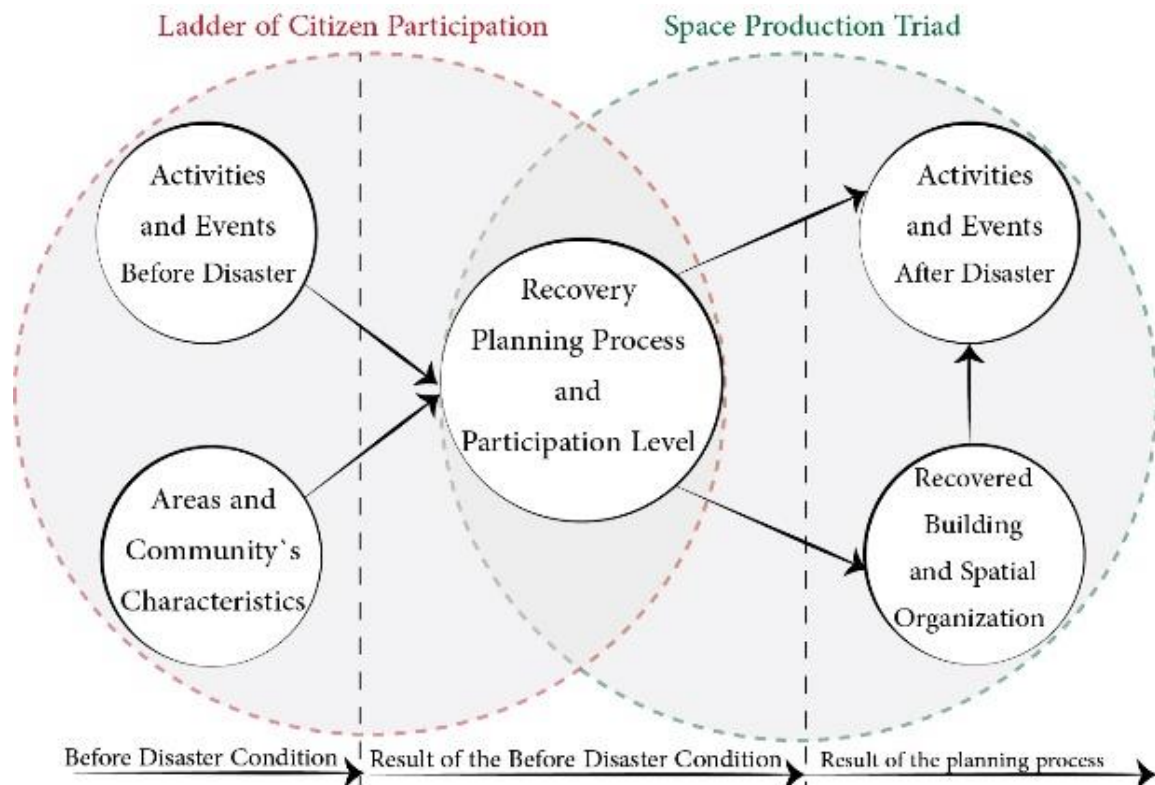 Ladder of Citizen Participation
Space Production Triad
Activities
and Events
Before Disaster
Areas and
Community`s
Characteristics
Recovery
Planning Process
and
Participation Level
Activities
and Events
After Disaster
Recovered
Building
and Spatial
Organization
Before Disaster Condition
Result of the Before Disaster Condition
Result of the planning process